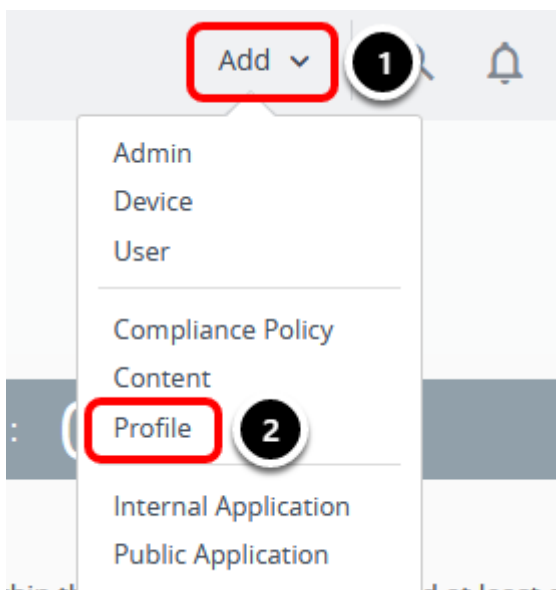 Add
1
Admin
Device
User
Compliance Policy
Content
:
Profile
2
Internal Application
Public Application